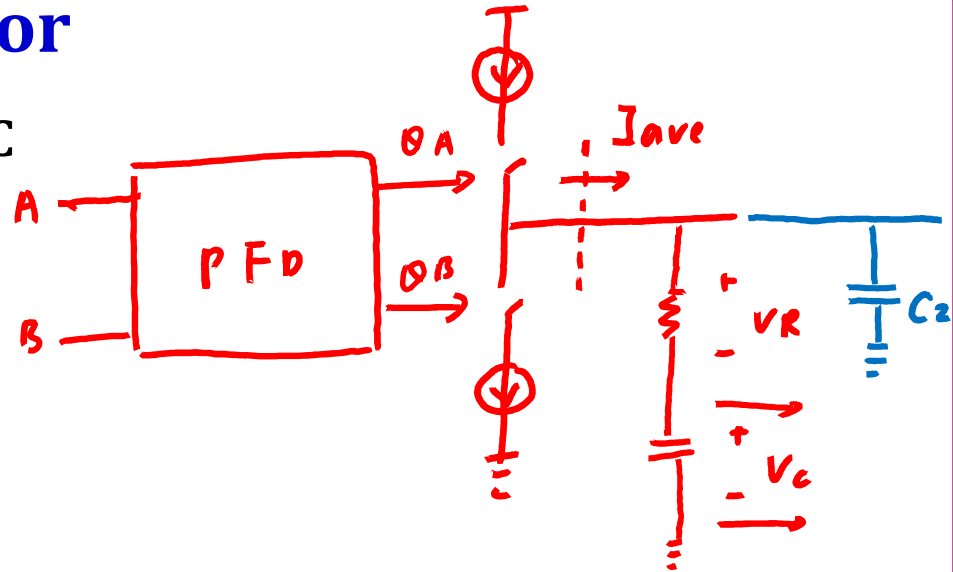 or
c
A
B
PFD
QA
QB
Iave
+
VR
-
+
Vc
-
C2